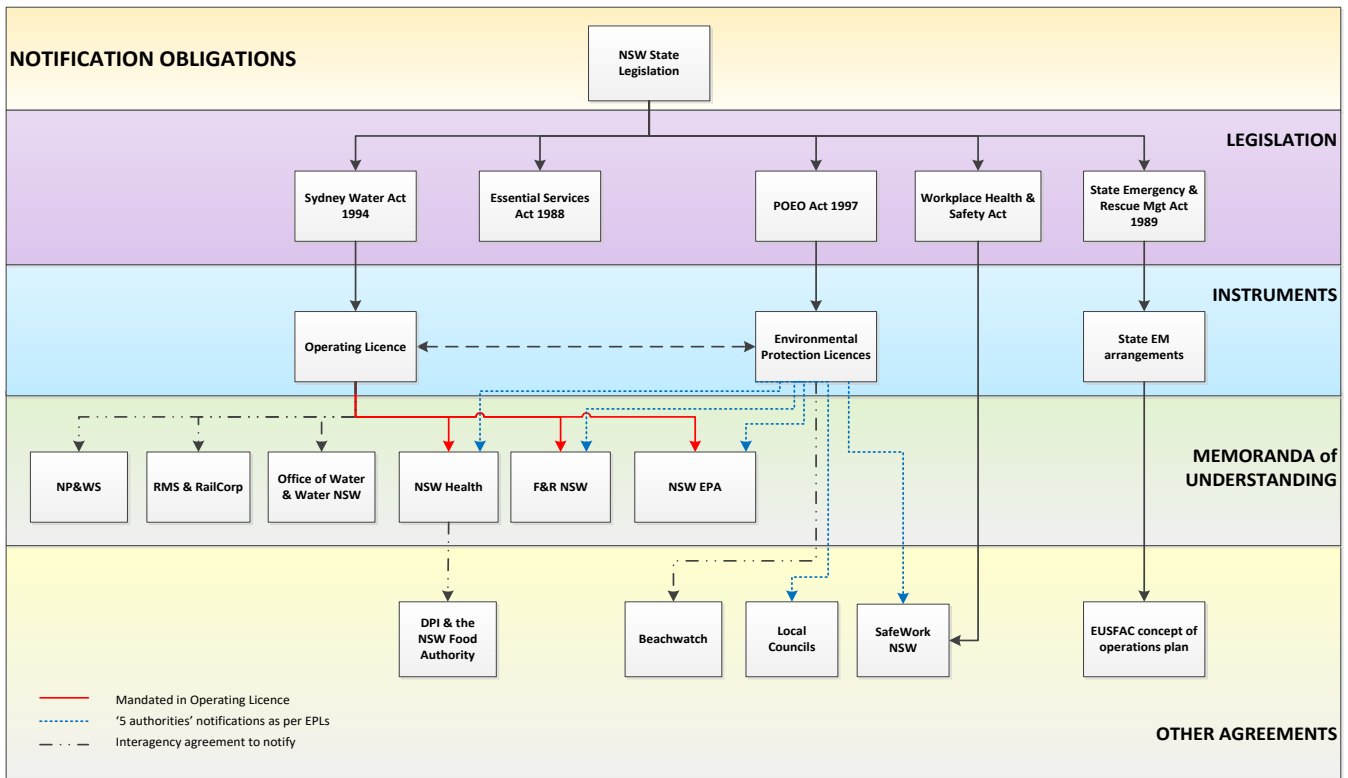 NOTIFICATION OBLIGATIONS
NSW State
Legislation
LEGISLATION
Sydney Water Act
1994
Essential Services
Act 1988
POEO Act 1997
Workplace Health &
Safety Act
State Emergency &
Rescue Mgt Act
1989
INSTRUMENTS
Operating Licence
Environmental
Protection Licences
State EM
arrangements
MEMORANDA of
UNDERSTANDING
NP&WS
RMS & RailCorp
Office of Water
& Water NSW
NSW Health
F&R NSW
NSW EPA
DPI & the
NSW Food
Authority
Beachwatch
Local
Councils
SafeWork
NSW
EUSFAC concept of
operations plan
Mandated in Operating Licence
‘5 authorities’ notifications as per EPLs
Interagency agreement to notify
OTHER AGREEMENTS